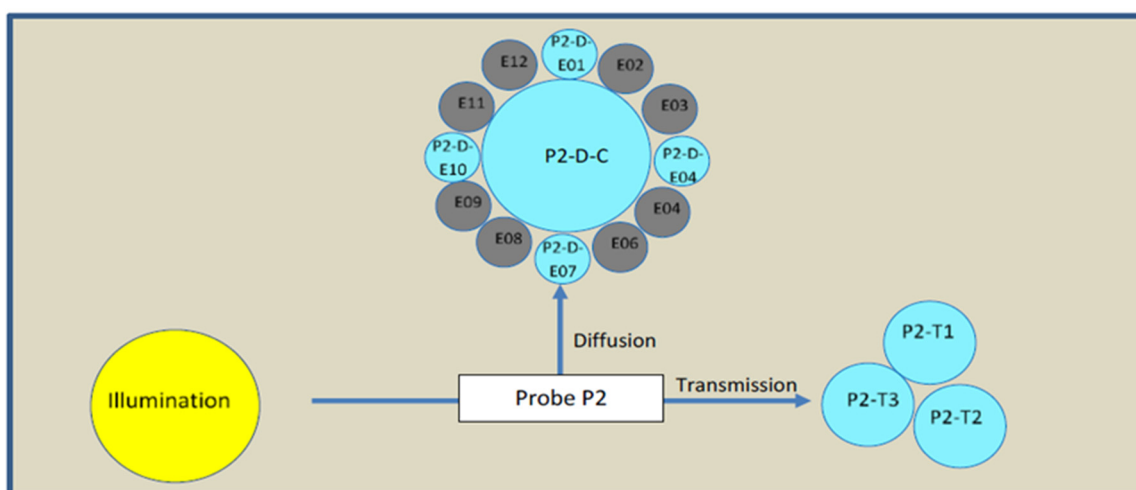 P2-D-
E01
E12
E02
E11
E03
P2-D-
E10
P2-D-C
P2-D-
E04
E09
E04
E08
P2-D-
E07
E06
Diffusion
Illumination
Probe P2
Transmission
P2-T1
P2-T3
P2-T2